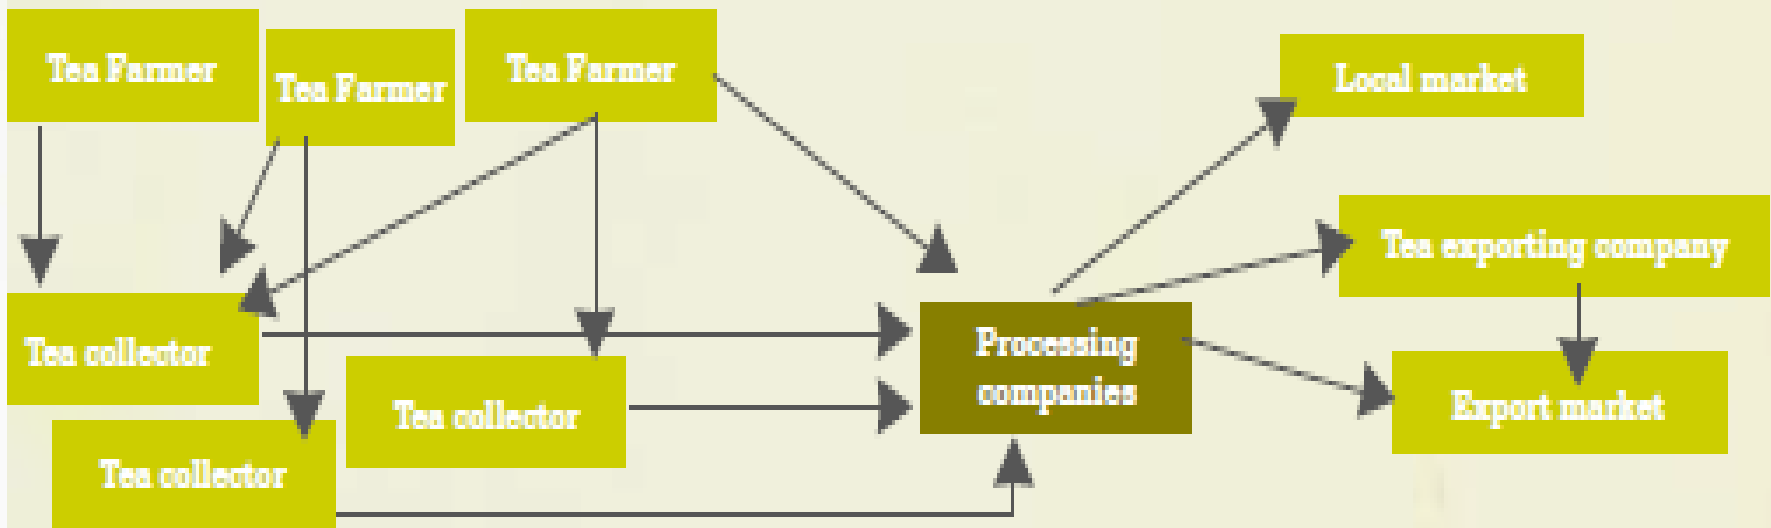 Tea Farmer
Tea Farmer
Tea Farmer
Local market
Tea exporting company
Tea collector
Processing
companies
Tea collector
Export market
Tea collector